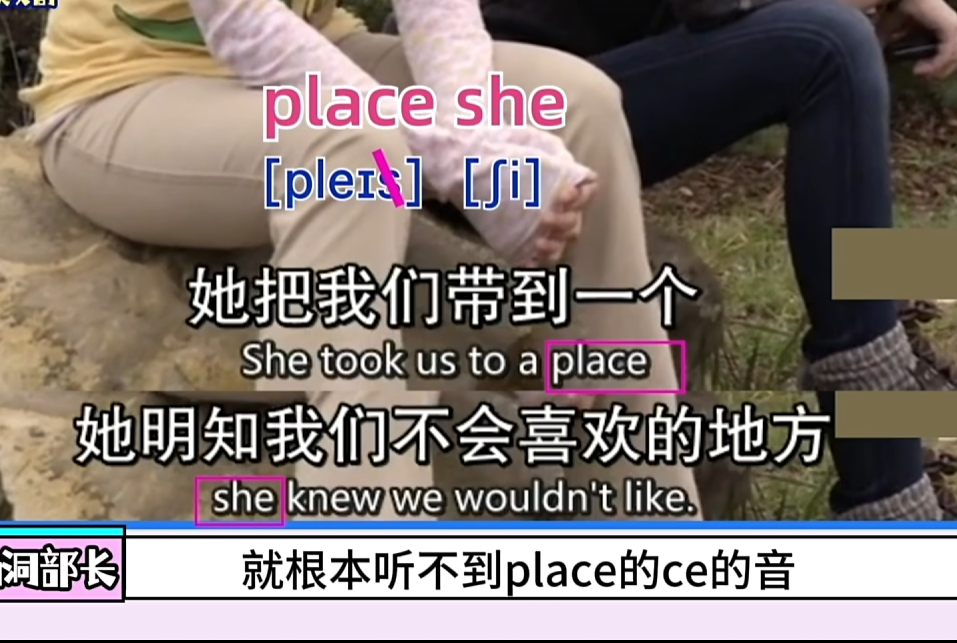 place she
[pleɪs] [ʃi]
她把我们带到一个
She took us to a place
她明知我们不会喜欢的地方
she knew we wouldn't like.
洞部长
就根本听不到place的ce的音